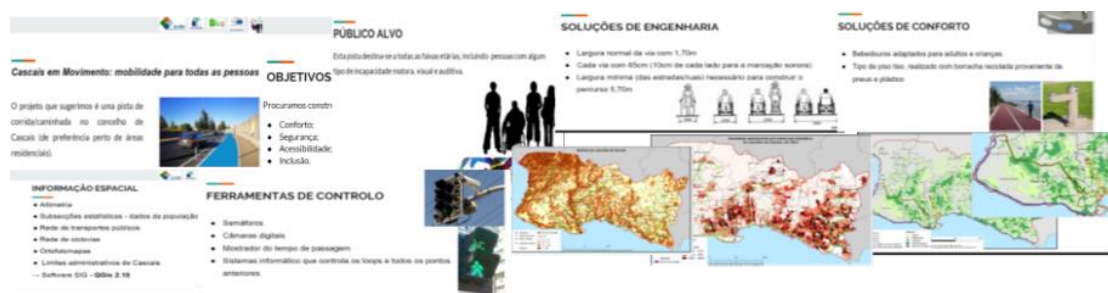 Cascais em Movimento: mobilidade para todas as pessoas
O projeto que sugerimos é uma pista de
corrida/caminhada no concelho de
Cascais (de preferência perto de áreas
residenciais).
OBJETIVOS
Procuramos constr
● Conforto;
● Segurança;
● Acessibilidade;
● Inclusão.
PÚBLICO ALVO
Esta pista destina-se a todas as faixas etárias, incluindo pessoas com algum
tipo de incapacidade motora, visual e auditiva.
SOLUÇÕES DE ENGENHARIA
● Largura normal de via com 1,70m
● Cada via com 85cm (10cm de cada lado para a marcação sonora)
● Largura mínima (das estradas/ruas) necessário para construir o
percurso 5,70m
SOLUÇÕES DE CONFORTO
● Bebedouros adaptados para adultos e crianças.
● Tipo de piso liso, realizado com borracha reciclada proveniente de
pneus e plástico
INFORMAÇÃO ESPACIAL
● Altimetria
● Subsecções estatísticas - dados da população
● Rede de transportes públicos
● Rede de ciclovias
● Ortofotomapas
● Limites administrativos de Cascais
→ Software SIG - QGis 2.18
FERRAMENTAS DE CONTROLO
● Semáforos
● Câmaras digitais
● Mostrador do tempo de passagem
● Sistemas informático que controla os loops e todos os pontos
anteriores.